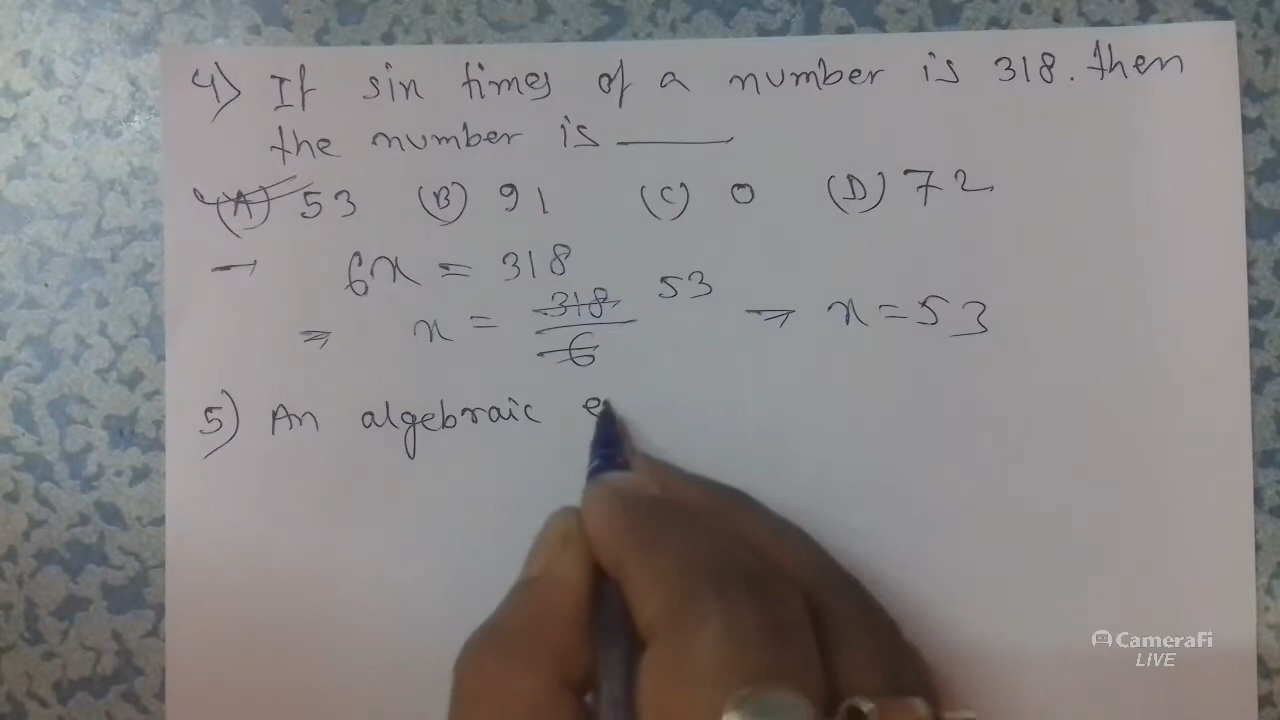 4) If sin times of a number is 318. then
the number is ____
(A) 53 (B) 91 (C) 0 (D) 72
→ 6x = 318
⇒ x = 318/6 53 ⇒ x = 53
5) An algebraic e
CameraFi
LIVE